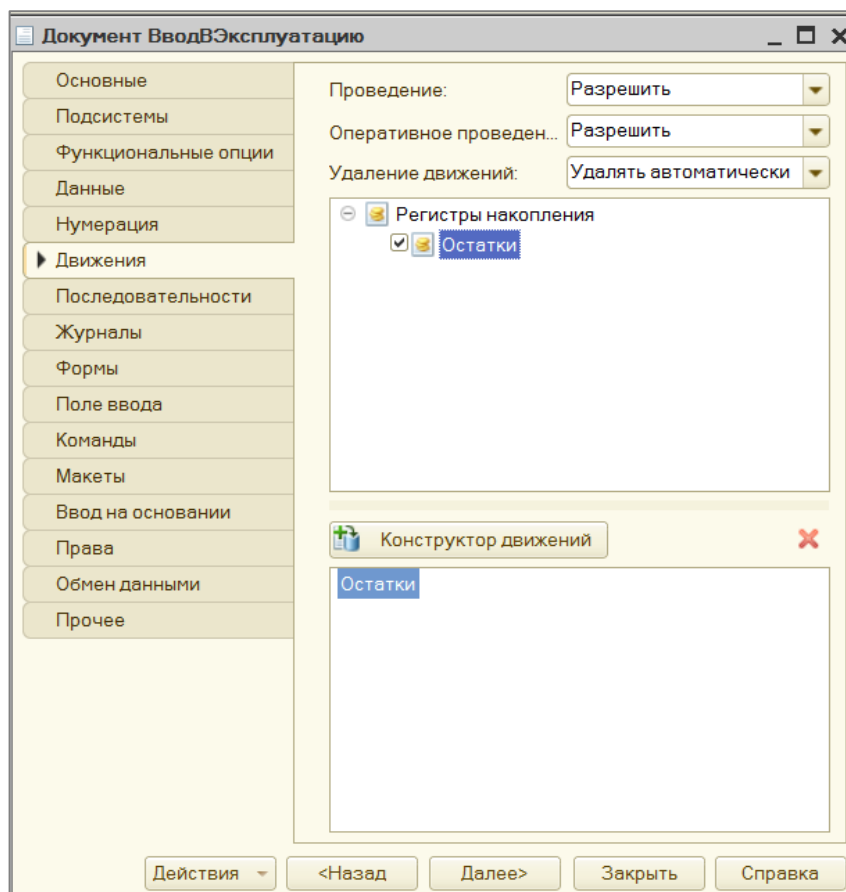 Документ ВводВЭксплуатацию
Основные
Подсистемы
Функциональные опции
Данные
Нумерация
Движения
Последовательности
Журналы
Формы
Поле ввода
Команды
Макеты
Ввод на основании
Права
Обмен данными
Прочее
Проведение: Разрешить
Оперативное проведен... Разрешить
Удаление движений: Удалять автоматически
Регистры накопления
Остатки
Конструктор движений
Остатки
Действия <Назад Далее> Закрыть Справка